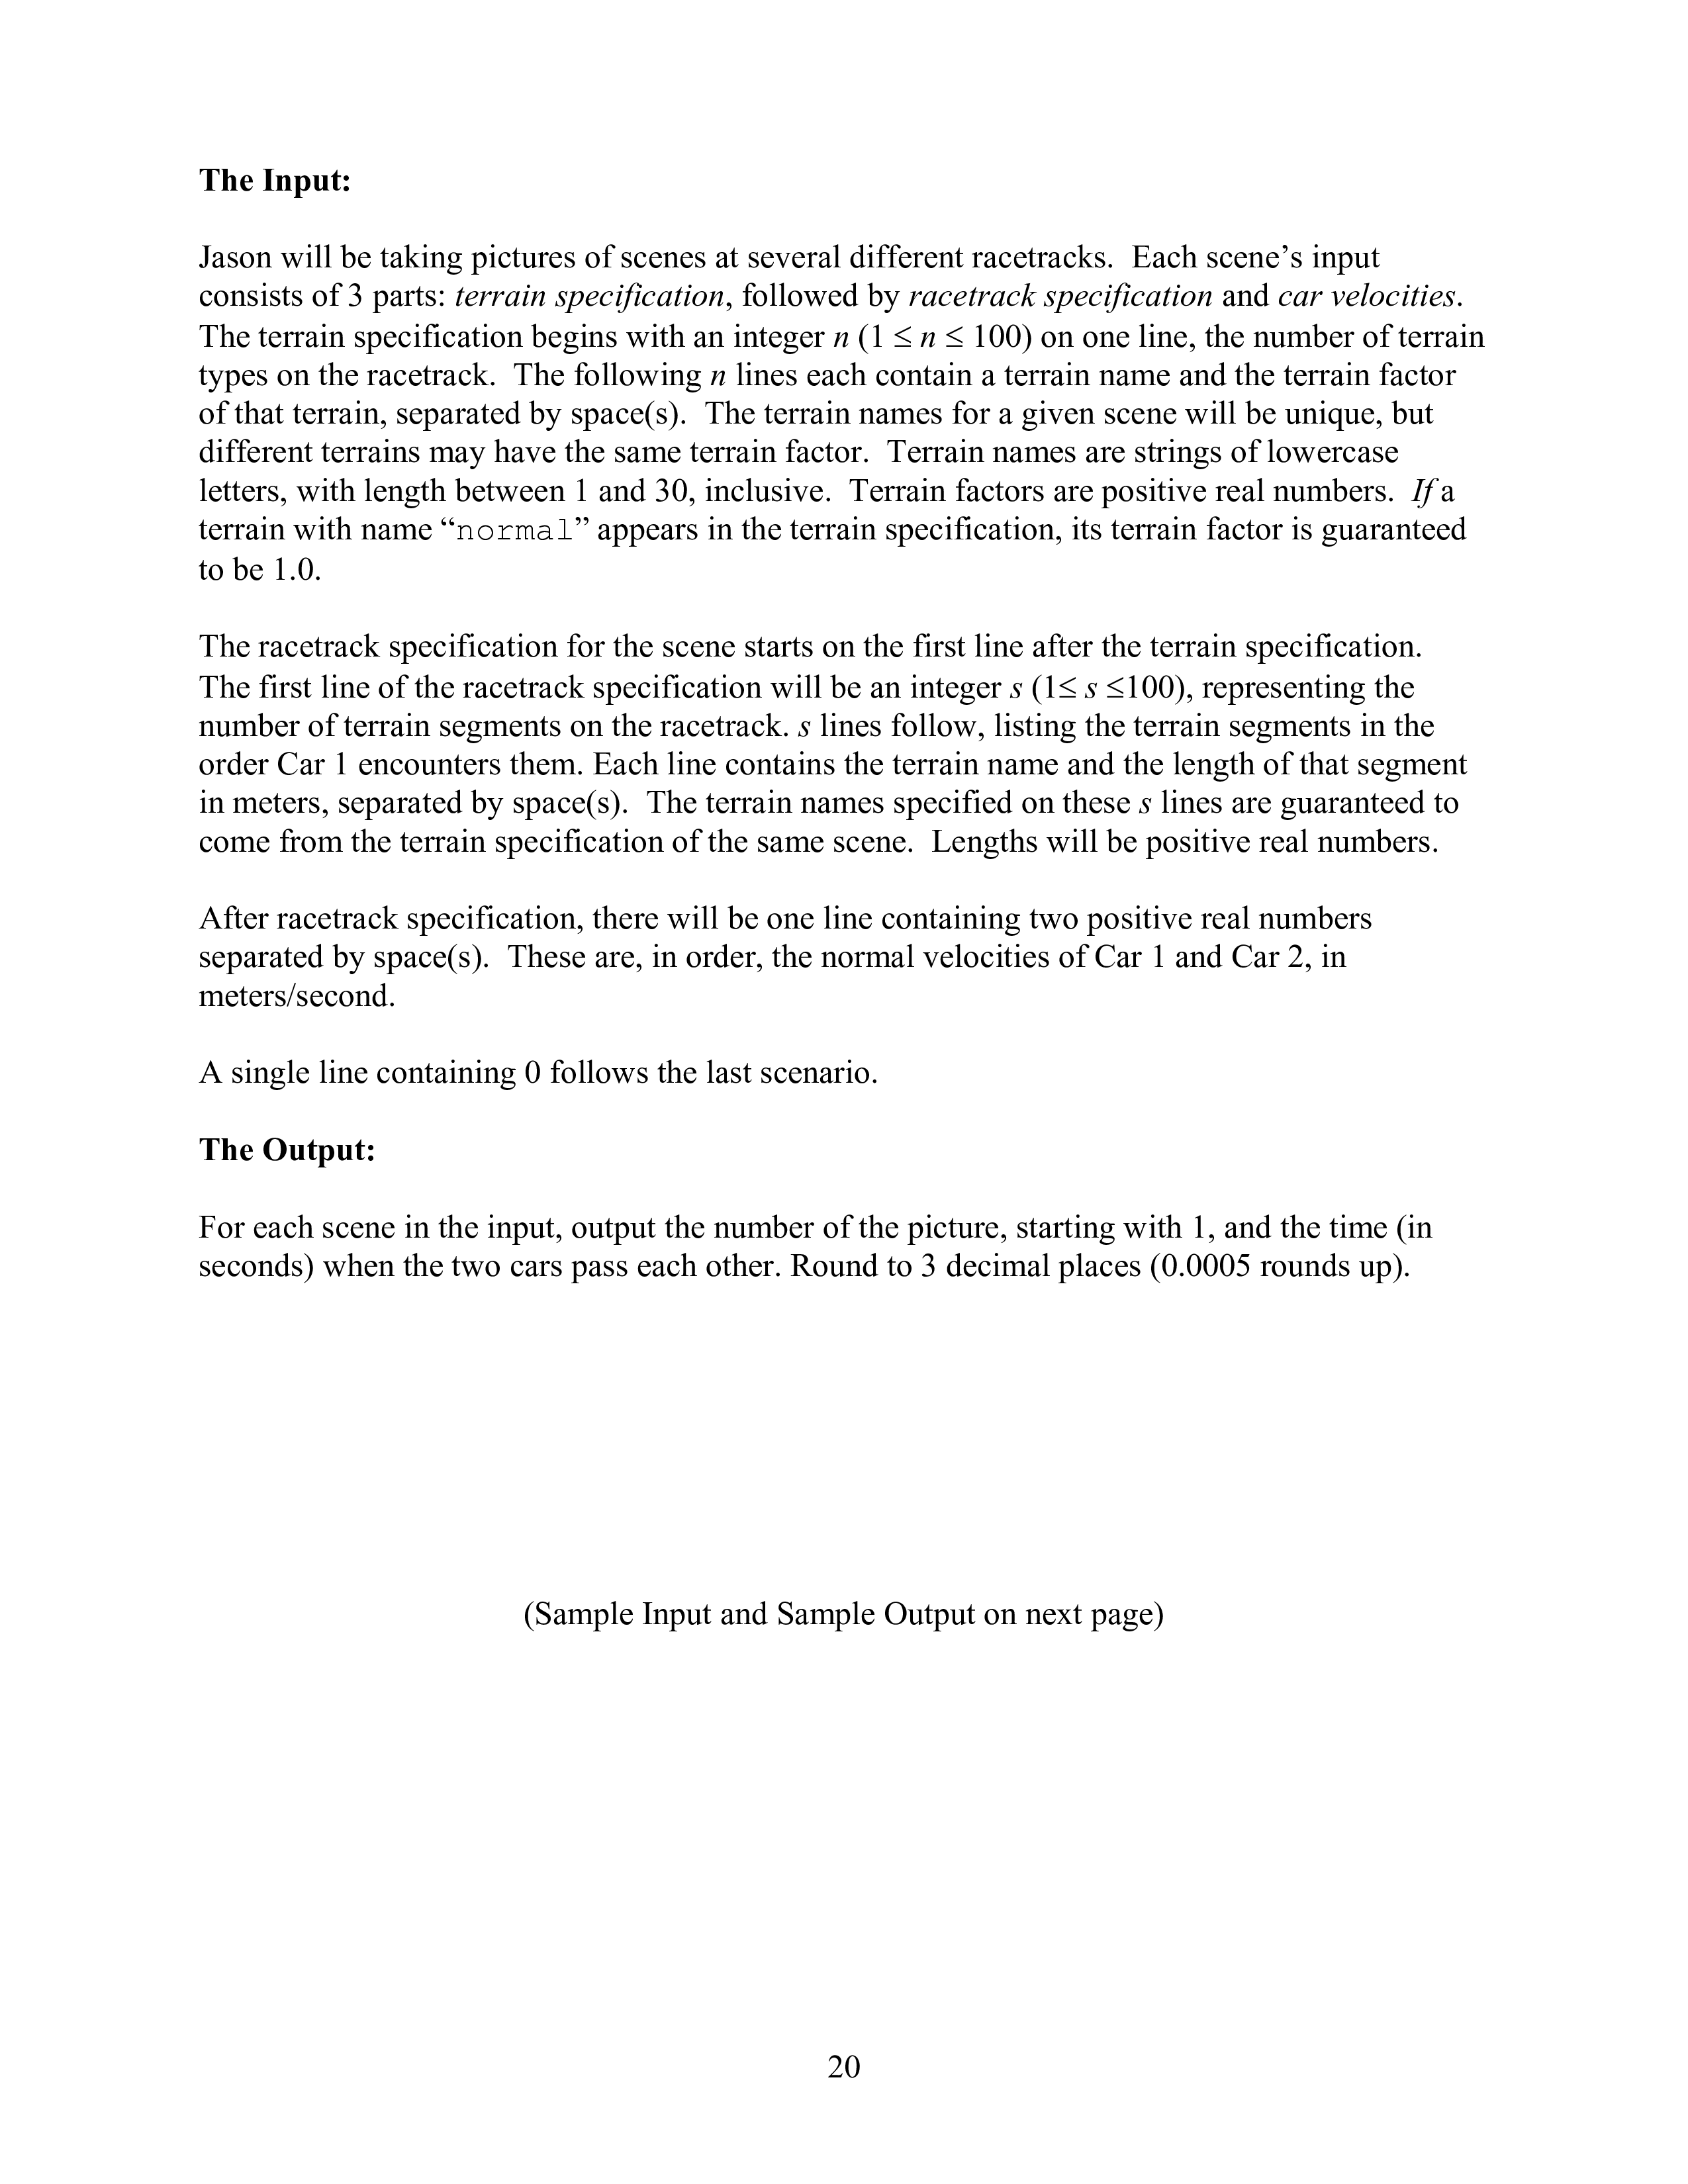 The Input:
Jason will be taking pictures of scenes at several different racetracks.  Each scene’s input
consists of 3 parts: terrain specification, followed by racetrack specification and car velocities.
The terrain specification begins with an integer n (1 ≤ n ≤ 100) on one line, the number of terrain
types on the racetrack.  The following n lines each contain a terrain name and the terrain factor
of that terrain, separated by space(s).  The terrain names for a given scene will be unique, but
different terrains may have the same terrain factor.  Terrain names are strings of lowercase
letters, with length between 1 and 30, inclusive.  Terrain factors are positive real numbers.  If a
terrain with name “normal” appears in the terrain specification, its terrain factor is guaranteed
to be 1.0.
The racetrack specification for the scene starts on the first line after the terrain specification.
The first line of the racetrack specification will be an integer s (1≤ s ≤100), representing the
number of terrain segments on the racetrack. s lines follow, listing the terrain segments in the
order Car 1 encounters them. Each line contains the terrain name and the length of that segment
in meters, separated by space(s).  The terrain names specified on these s lines are guaranteed to
come from the terrain specification of the same scene.  Lengths will be positive real numbers.
After racetrack specification, there will be one line containing two positive real numbers
separated by space(s).  These are, in order, the normal velocities of Car 1 and Car 2, in
meters/second.
A single line containing 0 follows the last scenario.
The Output:
For each scene in the input, output the number of the picture, starting with 1, and the time (in
seconds) when the two cars pass each other. Round to 3 decimal places (0.0005 rounds up).
(Sample Input and Sample Output on next page)
20